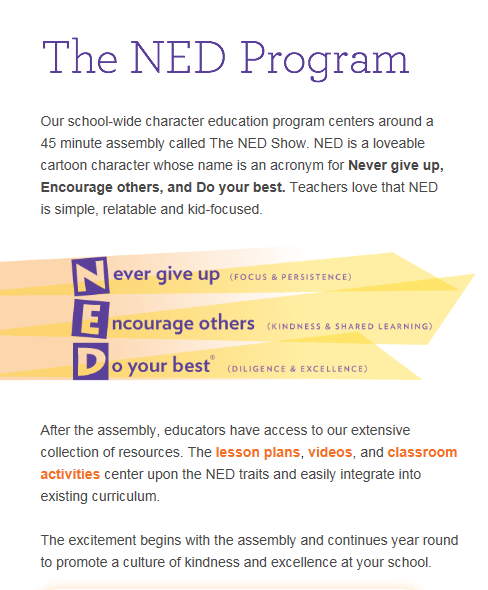 The NED Program
Our school-wide character education program centers around a
45 minute assembly called The NED Show. NED is a loveable
cartoon character whose name is an acronym for Never give up,
Encourage others, and Do your best. Teachers love that NED
is simple, relatable and kid-focused.
Never give up (FOCUS & PERSISTENCE)
Encourage others (KINDNESS & SHARED LEARNING)
Do your best® (DILIGENCE & EXCELLENCE)
After the assembly, educators have access to our extensive
collection of resources. The lesson plans, videos, and classroom
activities center upon the NED traits and easily integrate into
existing curriculum.
The excitement begins with the assembly and continues year round
to promote a culture of kindness and excellence at your school.